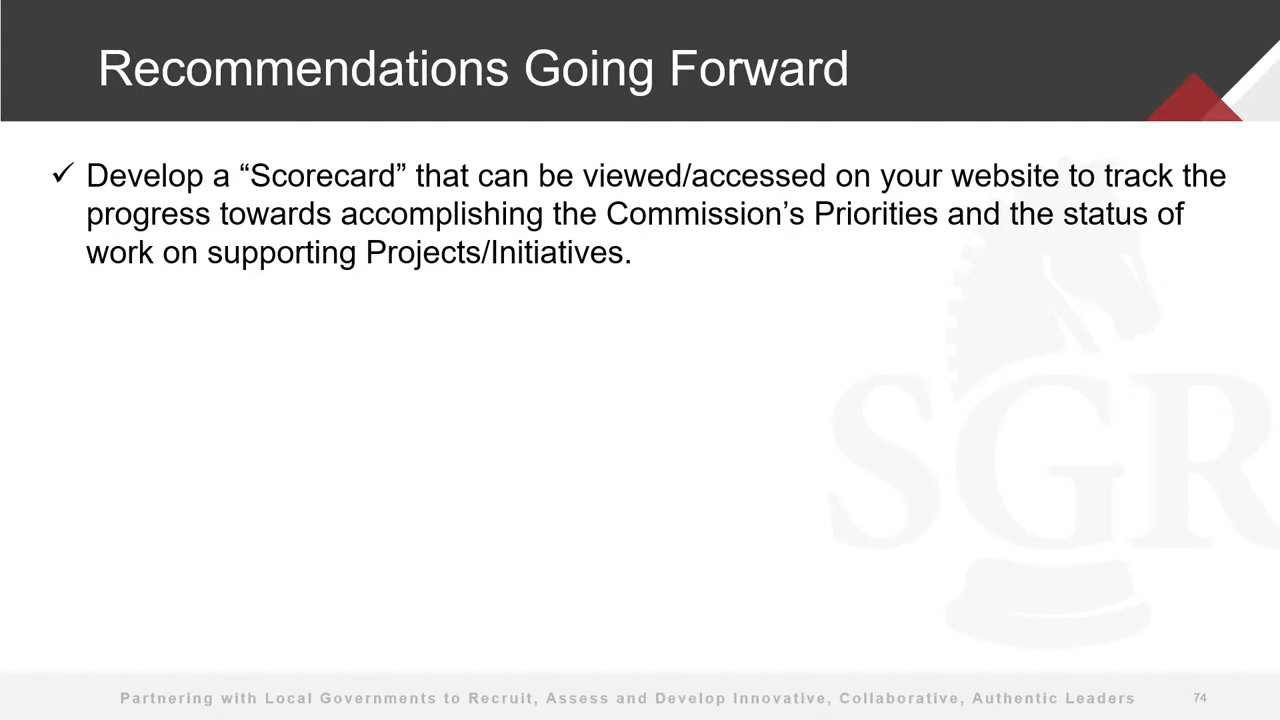 Recommendations Going Forward
✓ Develop a “Scorecard” that can be viewed/accessed on your website to track the
progress towards accomplishing the Commission’s Priorities and the status of
work on supporting Projects/Initiatives.
SGR
Partnering with Local Governments to Recruit, Assess and Develop Innovative, Collaborative, Authentic Leaders
74